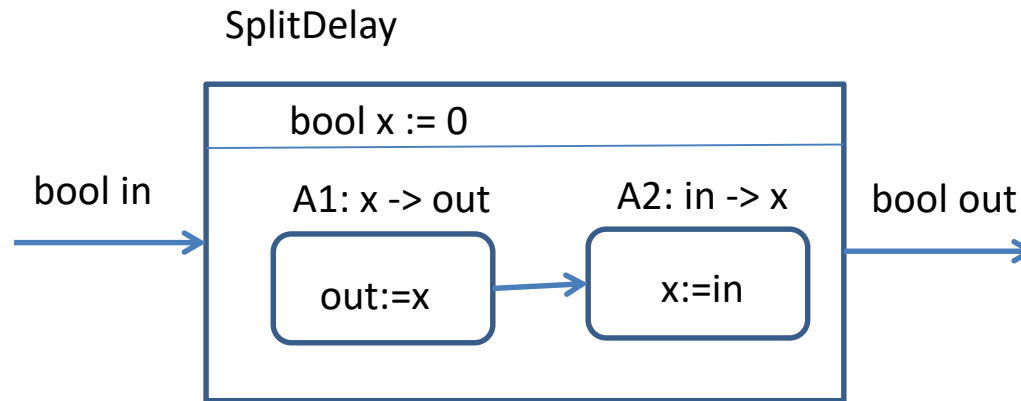 SplitDelay
bool x := 0
bool in
A1: x -> out
A2: in -> x
bool out
out:=x
x:=in